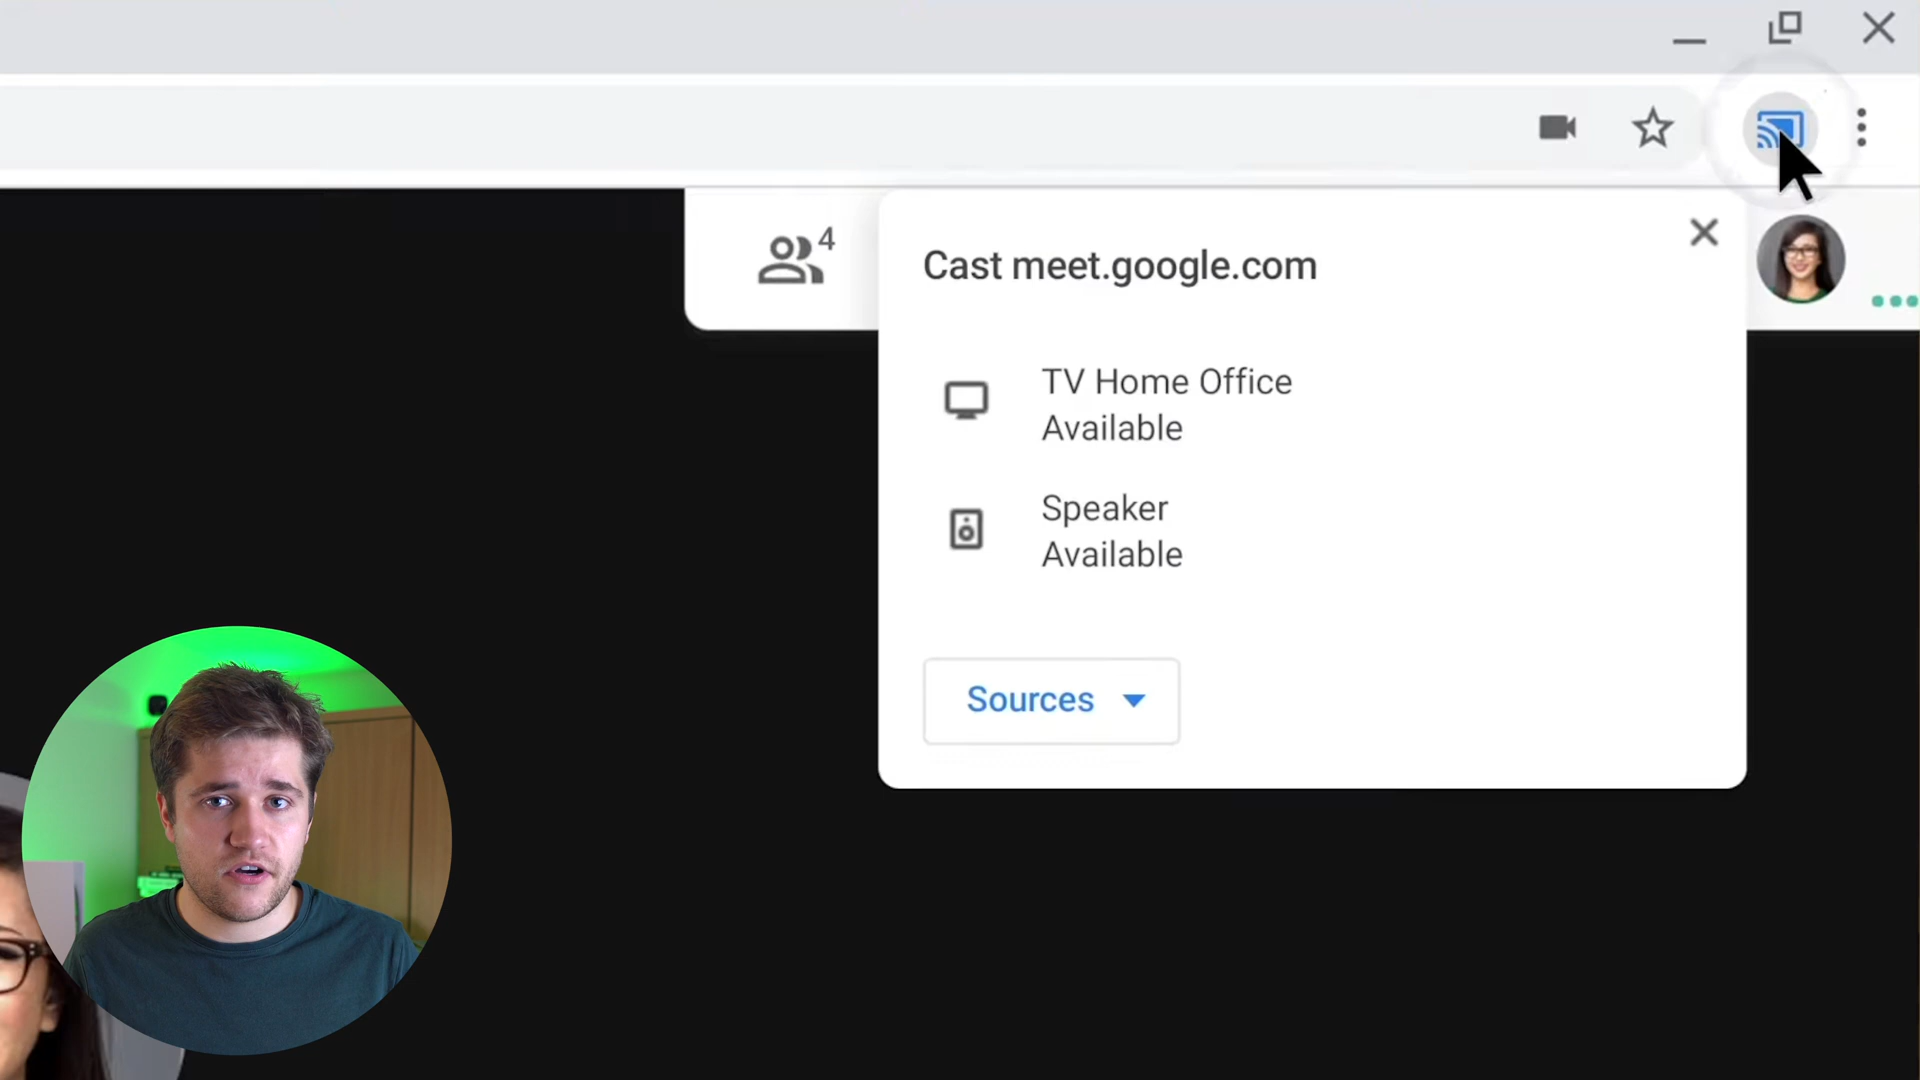 4
Cast meet.google.com
TV Home Office
Available
Speaker
Available
Sources